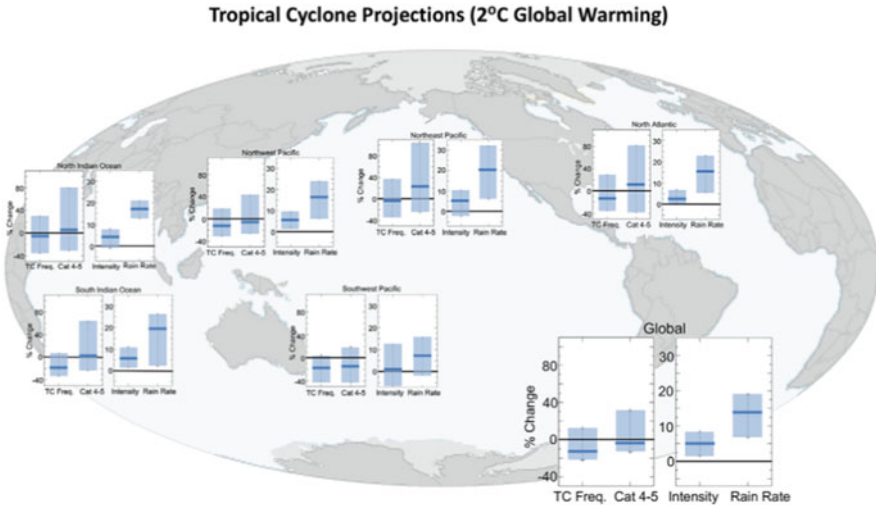 Tropical Cyclone Projections (2⁰C Global Warming)
North Indian Ocean
% Change
80
40
0
-40
30
20
10
0
TC Freq. Cat 4-5 Intensity Rain Rate
Northwest Pacific
% Change
80
40
0
-40
30
20
10
0
TC Freq. Cat 4-5 Intensity Rain Rate
Northeast Pacific
% Change
80
40
0
-40
30
20
10
0
TC Freq. Cat 4-5 Intensity Rain Rate
North Atlantic
% Change
80
40
0
-40
30
20
10
0
TC Freq. Cat 4-5 Intensity Rain Rate
South Indian Ocean
% Change
80
40
0
-40
30
20
10
0
TC Freq. Cat 4-5 Intensity Rain Rate
Southwest Pacific
% Change
80
40
0
-40
30
20
10
0
TC Freq. Cat 4-5 Intensity Rain Rate
Global
% Change
80
40
0
-40
30
20
10
0
TC Freq. Cat 4-5 Intensity Rain Rate